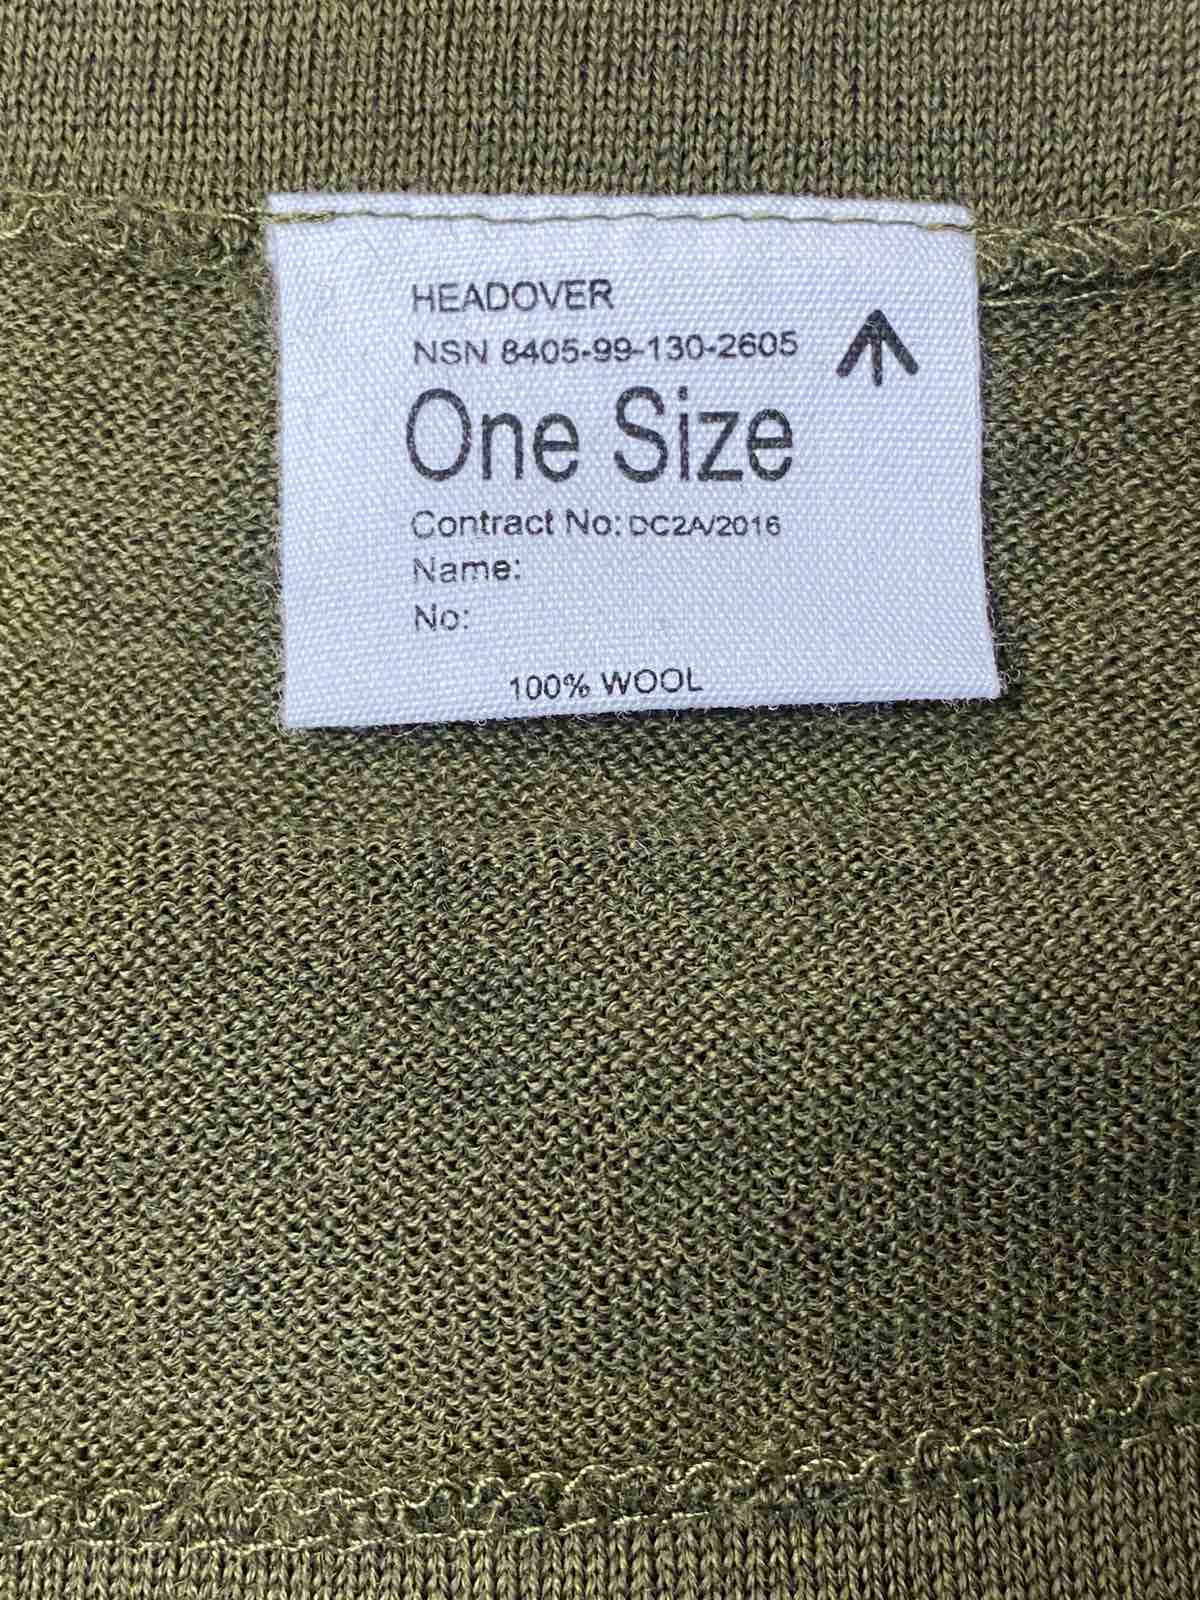 HEADOVER
NSN 8405-99-130-2605
One Size
Contract No: DC2A/2016
Name:
No:
100% WOOL